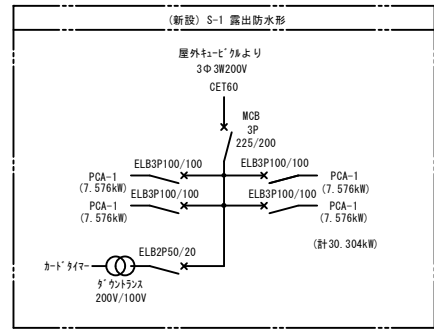 (新設) S-1 露出防水形
屋外キュービクルより
3Φ3W200V
CET60
MCB
3P
225/200
ELB3P100/100 ELB3P100/100
PCA-1 PCA-1
(7.576kW) (7.576kW)
ELB3P100/100 ELB3P100/100
PCA-1 PCA-1
(7.576kW) (7.576kW)
(計30.304kW)
ELB2P50/20
カードタイマー
ダウントランス
200V/100V